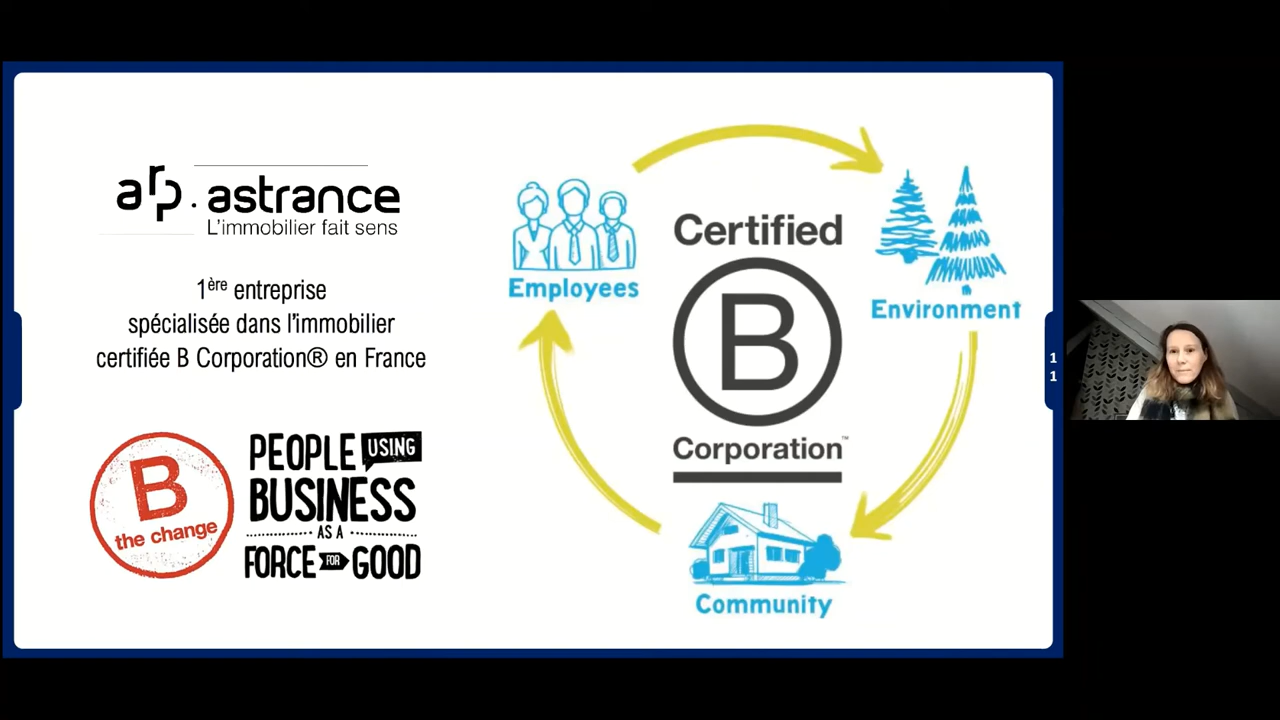 arp. astrance
L'immobilier fait sens
1ère entreprise
spécialisée dans l'immobilier
certifiée B Corporation® en France
B
the change
PEOPLE USING
BUSINESS
AS A
FORCE FOR GOOD
Employees
Environment
Certified
B
Corporation™
Community
1
1